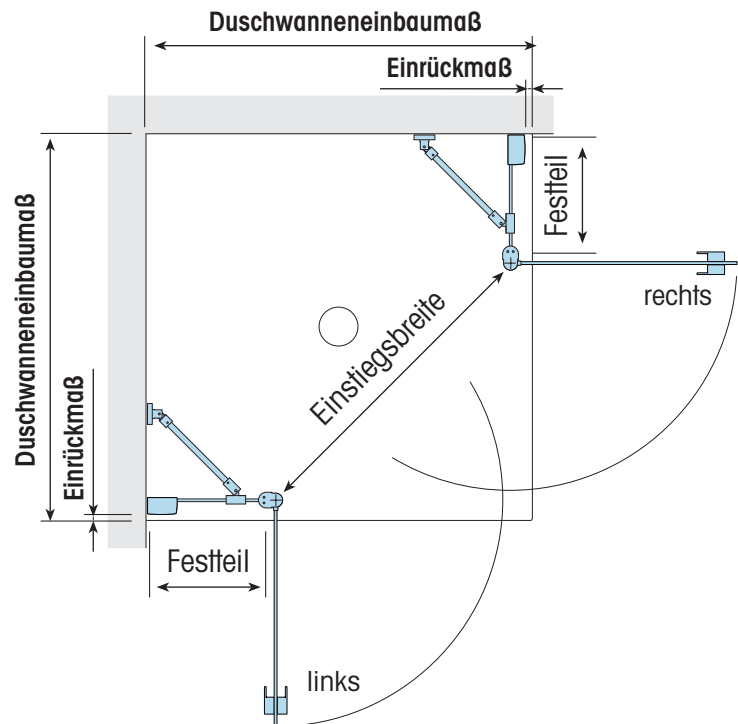 Duschwanneneinbaumaß
Einrückmaß
Festteil
rechts
Einstiegsbreite
Duschwanneneinbaumaß
Einrückmaß
Festteil
links